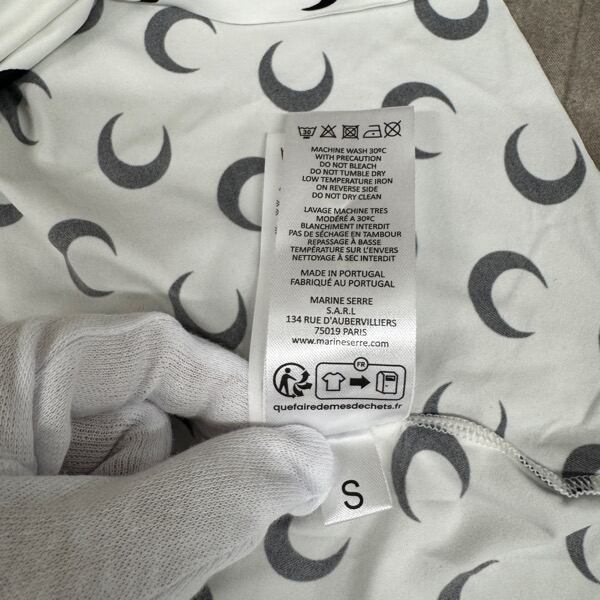 30
MACHINE WASH 30ºC
WITH PRECAUTION
DO NOT BLEACH
DO NOT TUMBLE DRY
LOW TEMPERATURE IRON
ON REVERSE SIDE
DO NOT DRY CLEAN
LAVAGE MACHINE TRES
MODÉRÉ A 30ºC
BLANCHIMENT INTERDIT
PAS DE SÉCHAGE EN TAMBOUR
REPASSAGE À BASSE
TEMPÉRATURE SUR L'ENVERS
NETTOYAGE À SEC INTERDIT
MADE IN PORTUGAL
FABRIQUÉ AU PORTUGAL
MARINE SERRE
S.A.R.L
134 RUE D'AUBERVILLIERS
75019 PARIS
www.marineserre.com
FR
quefairedemesdechets.fr
S